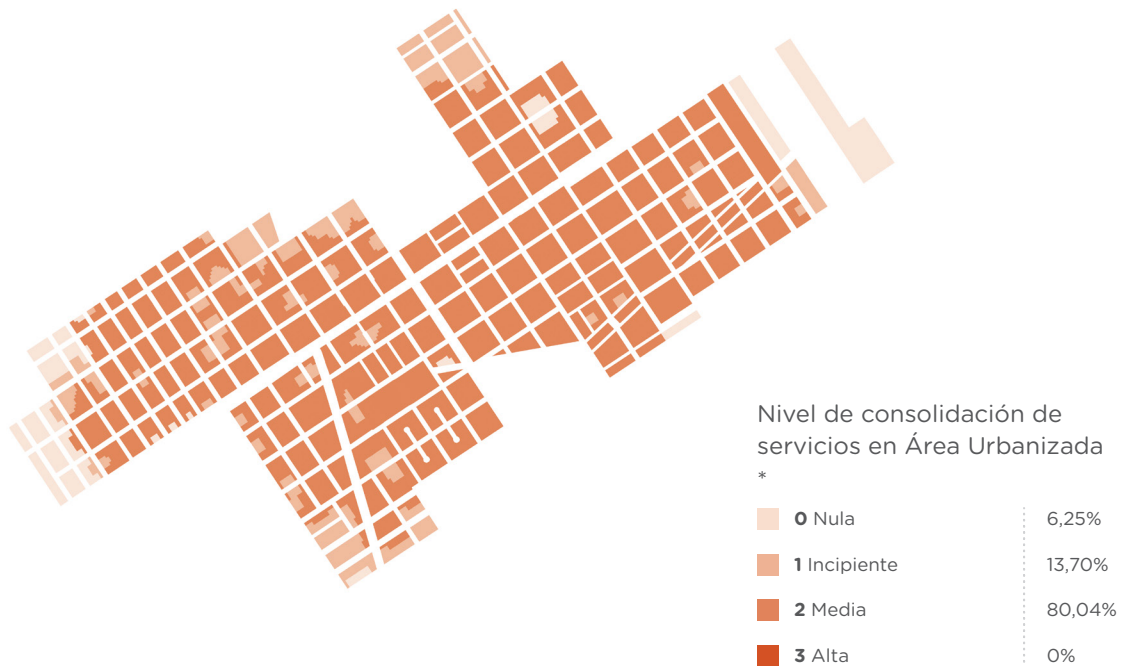 Nivel de consolidación de
servicios en Área Urbanizada
*
0 Nula 6,25%
1 Incipiente 13,70%
2 Media 80,04%
3 Alta 0%